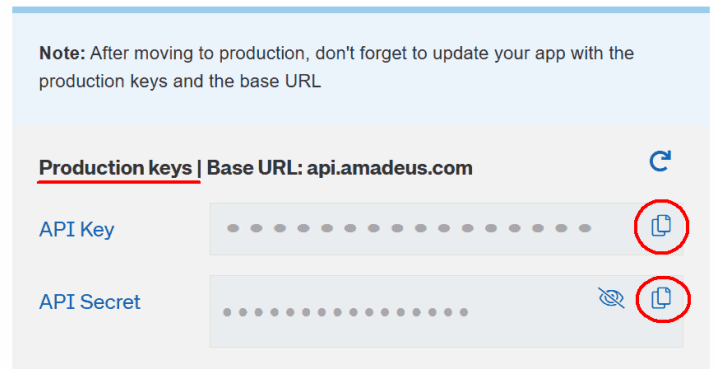 Note: After moving to production, don't forget to update your app with the
production keys and the base URL
Production keys | Base URL: api.amadeus.com
API Key
API Secret